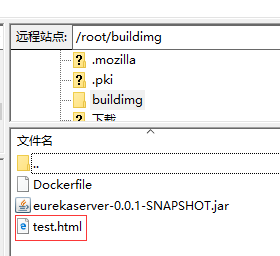 远程站点: /root/buildimg
.mozilla
.pki
buildimg
下载
文件名
..
Dockerfile
eurekaserver-0.0.1-SNAPSHOT.jar
test.html